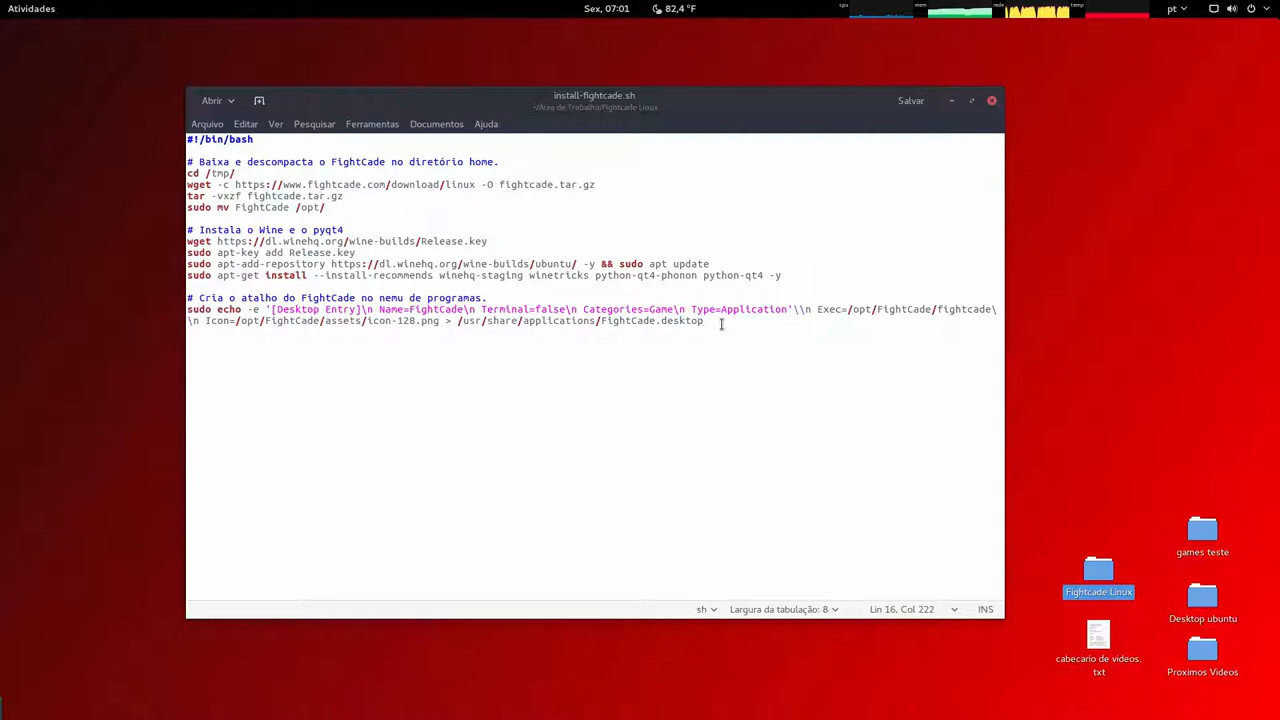 Atividades
Sex, 07:01
82,4 °F
cpu
mem
rede
temp
pt
Abrir
install-fightcade.sh
~/Área de Trabalho/Fightcade Linux
Salvar
Arquivo Editar Ver Pesquisar Ferramentas Documentos Ajuda
#!/bin/bash
# Baixa e descompacta o FightCade no diretório home.
cd /tmp/
wget -c https://www.fightcade.com/download/linux -O fightcade.tar.gz
tar -vxzf fightcade.tar.gz
sudo mv FightCade /opt/
# Instala o Wine e o pyqt4
wget https://dl.winehq.org/wine-builds/Release.key
sudo apt-key add Release.key
sudo apt-add-repository https://dl.winehq.org/wine-builds/ubuntu/ -y && sudo apt update
sudo apt-get install --install-recommends winehq-staging winetricks python-qt4-phonon python-qt4 -y
# Cria o atalho do FightCade no nemu de programas.
sudo echo -e '[Desktop Entry]\n Name=FightCade\n Terminal=false\n Categories=Game\n Type=Application'\\n Exec=/opt/FightCade/fightcade\
\n Icon=/opt/FightCade/assets/icon-128.png > /usr/share/applications/FightCade.desktop
sh
Largura da tabulação: 8
Lin 16, Col 222
INS
games teste
Fightcade Linux
Desktop ubuntu
cabecario de videos.
txt
Proximos Videos